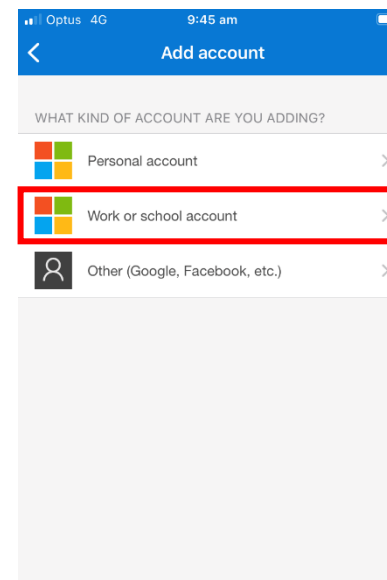 Optus 4G 9:45 am
Add account
WHAT KIND OF ACCOUNT ARE YOU ADDING?
Personal account
Work or school account
Other (Google, Facebook, etc.)